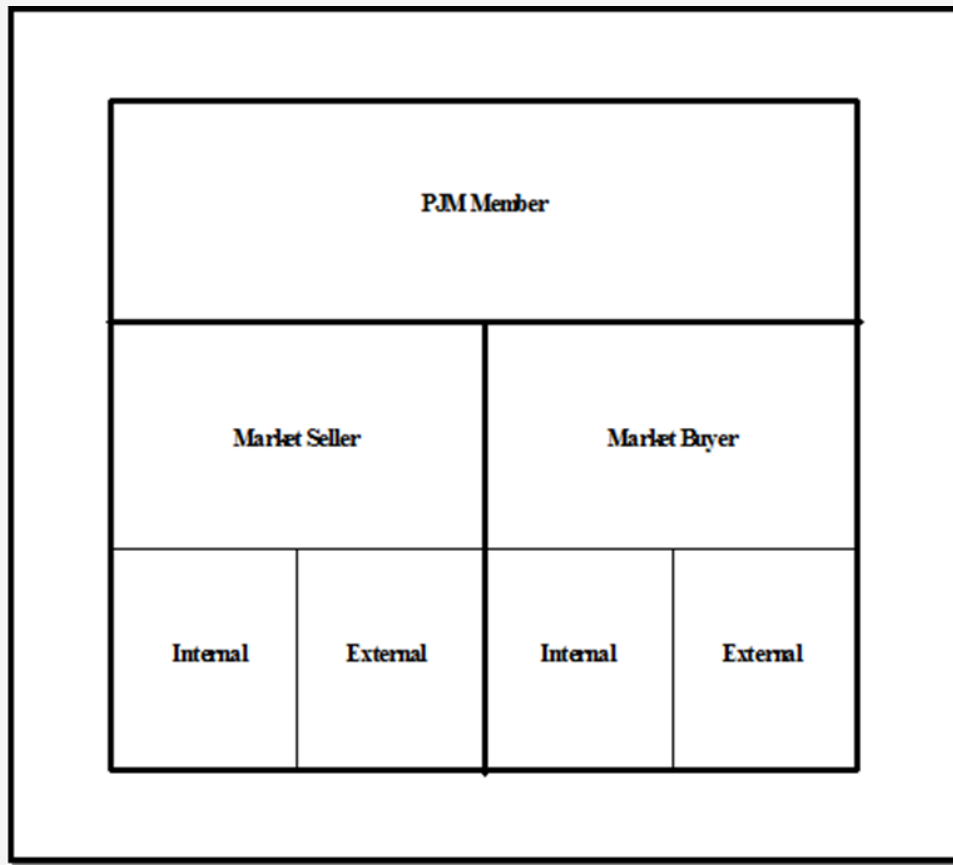 PJM Member
Market Seller
Market Buyer
Internal
External
Internal
External